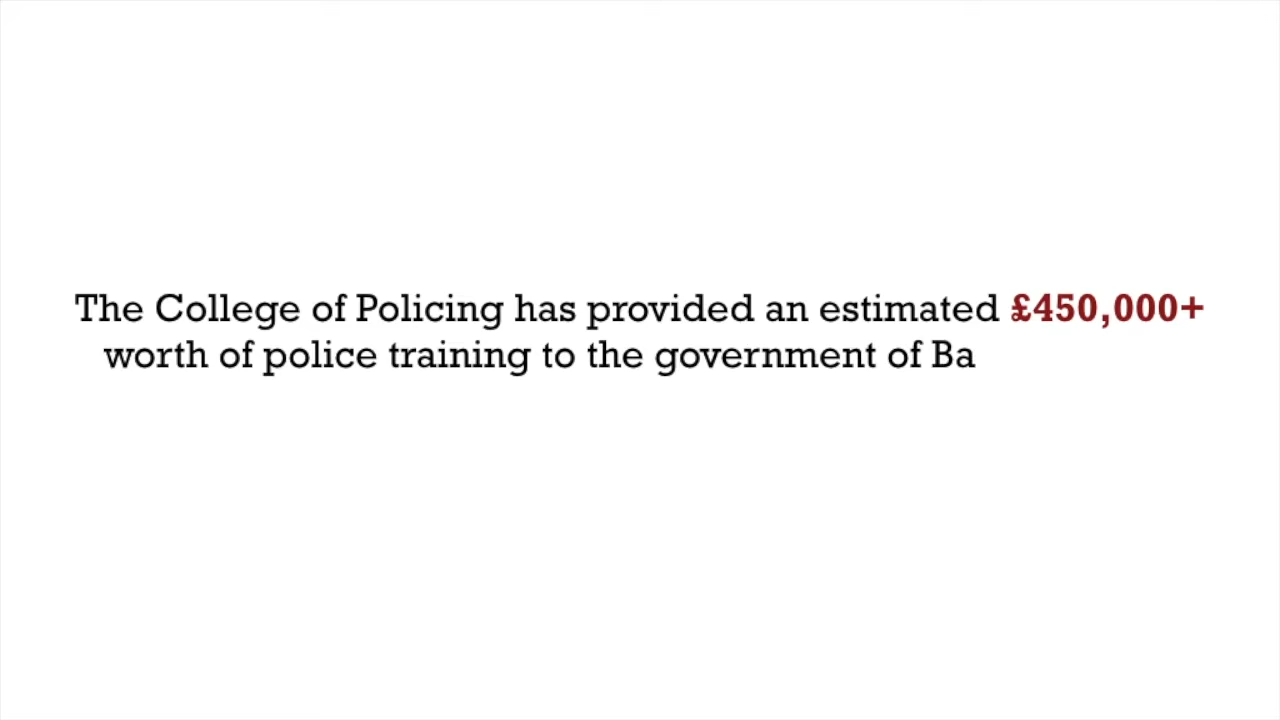 The College of Policing has provided an estimated £450,000+
worth of police training to the government of Ba